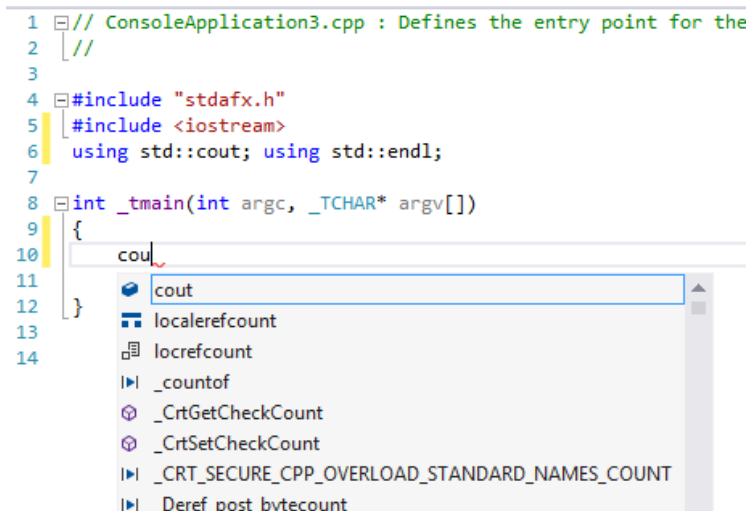 1 // ConsoleApplication3.cpp : Defines the entry point for the
2 //
3
4 #include "stdafx.h"
5 #include <iostream>
6 using std::cout; using std::endl;
7
8 int _tmain(int argc, _TCHAR* argv[])
9 {
10 cou
11
12 }
13
14
cout
localerefcount
locrefcount
_countof
_CrtGetCheckCount
_CrtSetCheckCount
_CRT_SECURE_CPP_OVERLOAD_STANDARD_NAMES_COUNT
_Deref_post_bytecount